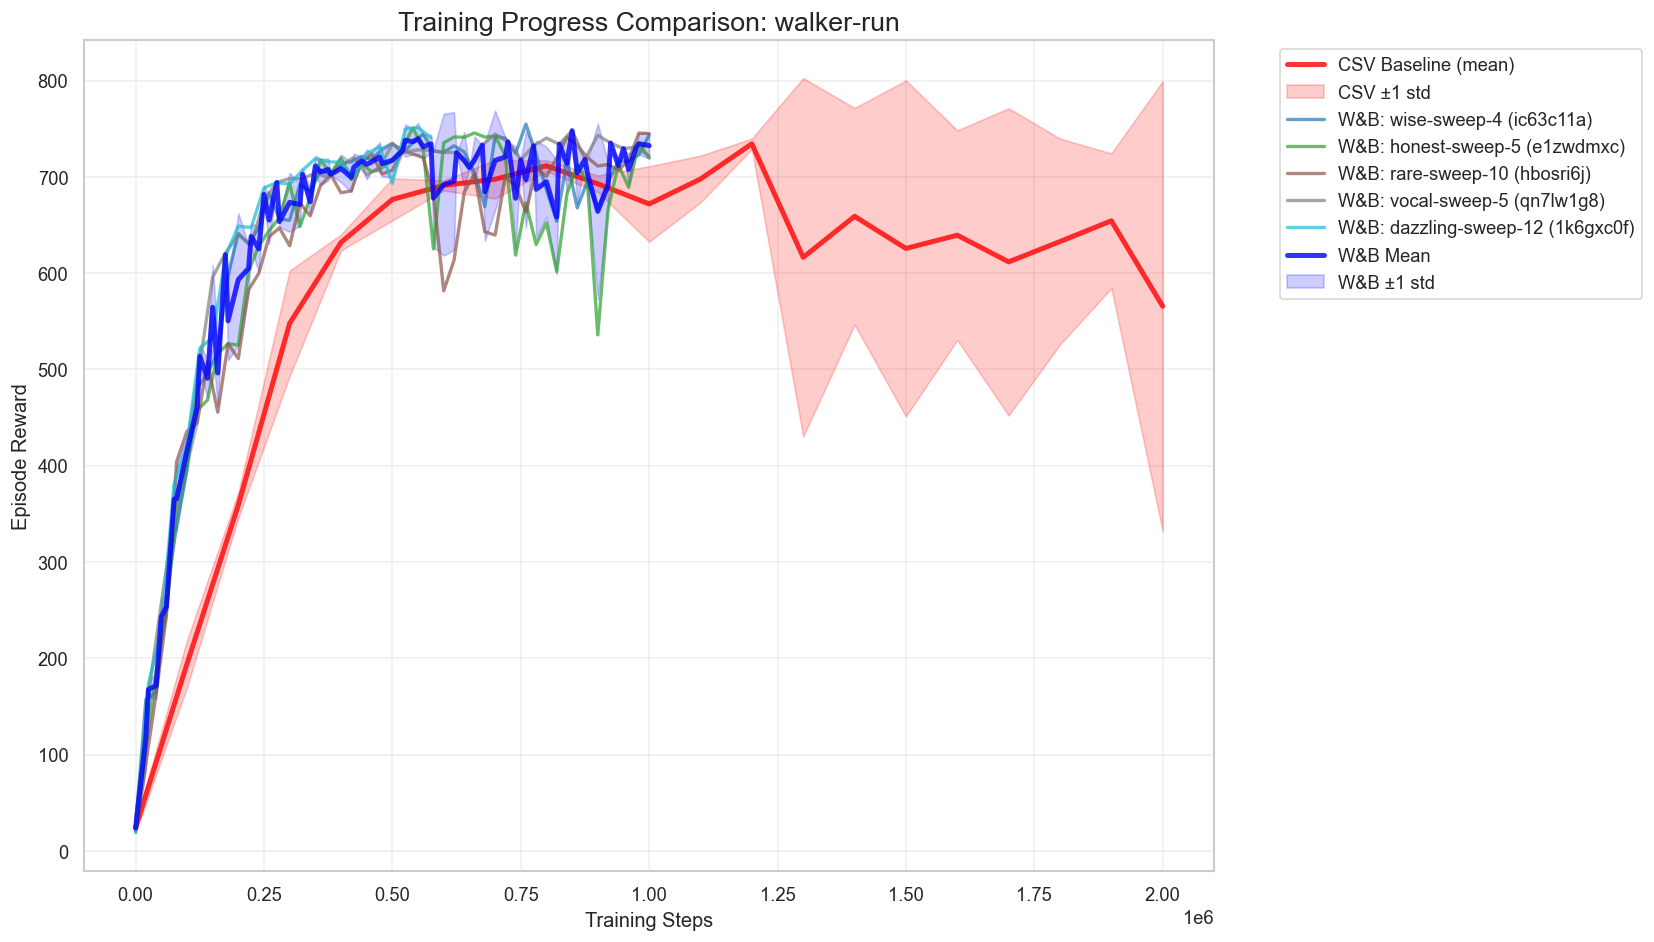 Training Progress Comparison: walker-run
CSV Baseline (mean)
CSV ±1 std
W&B: wise-sweep-4 (ic63c11a)
W&B: honest-sweep-5 (e1zwdmxc)
W&B: rare-sweep-10 (hbosri6j)
W&B: vocal-sweep-5 (qn7lw1g8)
W&B: dazzling-sweep-12 (1k6gxc0f)
W&B Mean
W&B ±1 std
Episode Reward
800
700
600
500
400
300
200
100
0
0.00 0.25 0.50 0.75 1.00 1.25 1.50 1.75 2.00
1e6
Training Steps